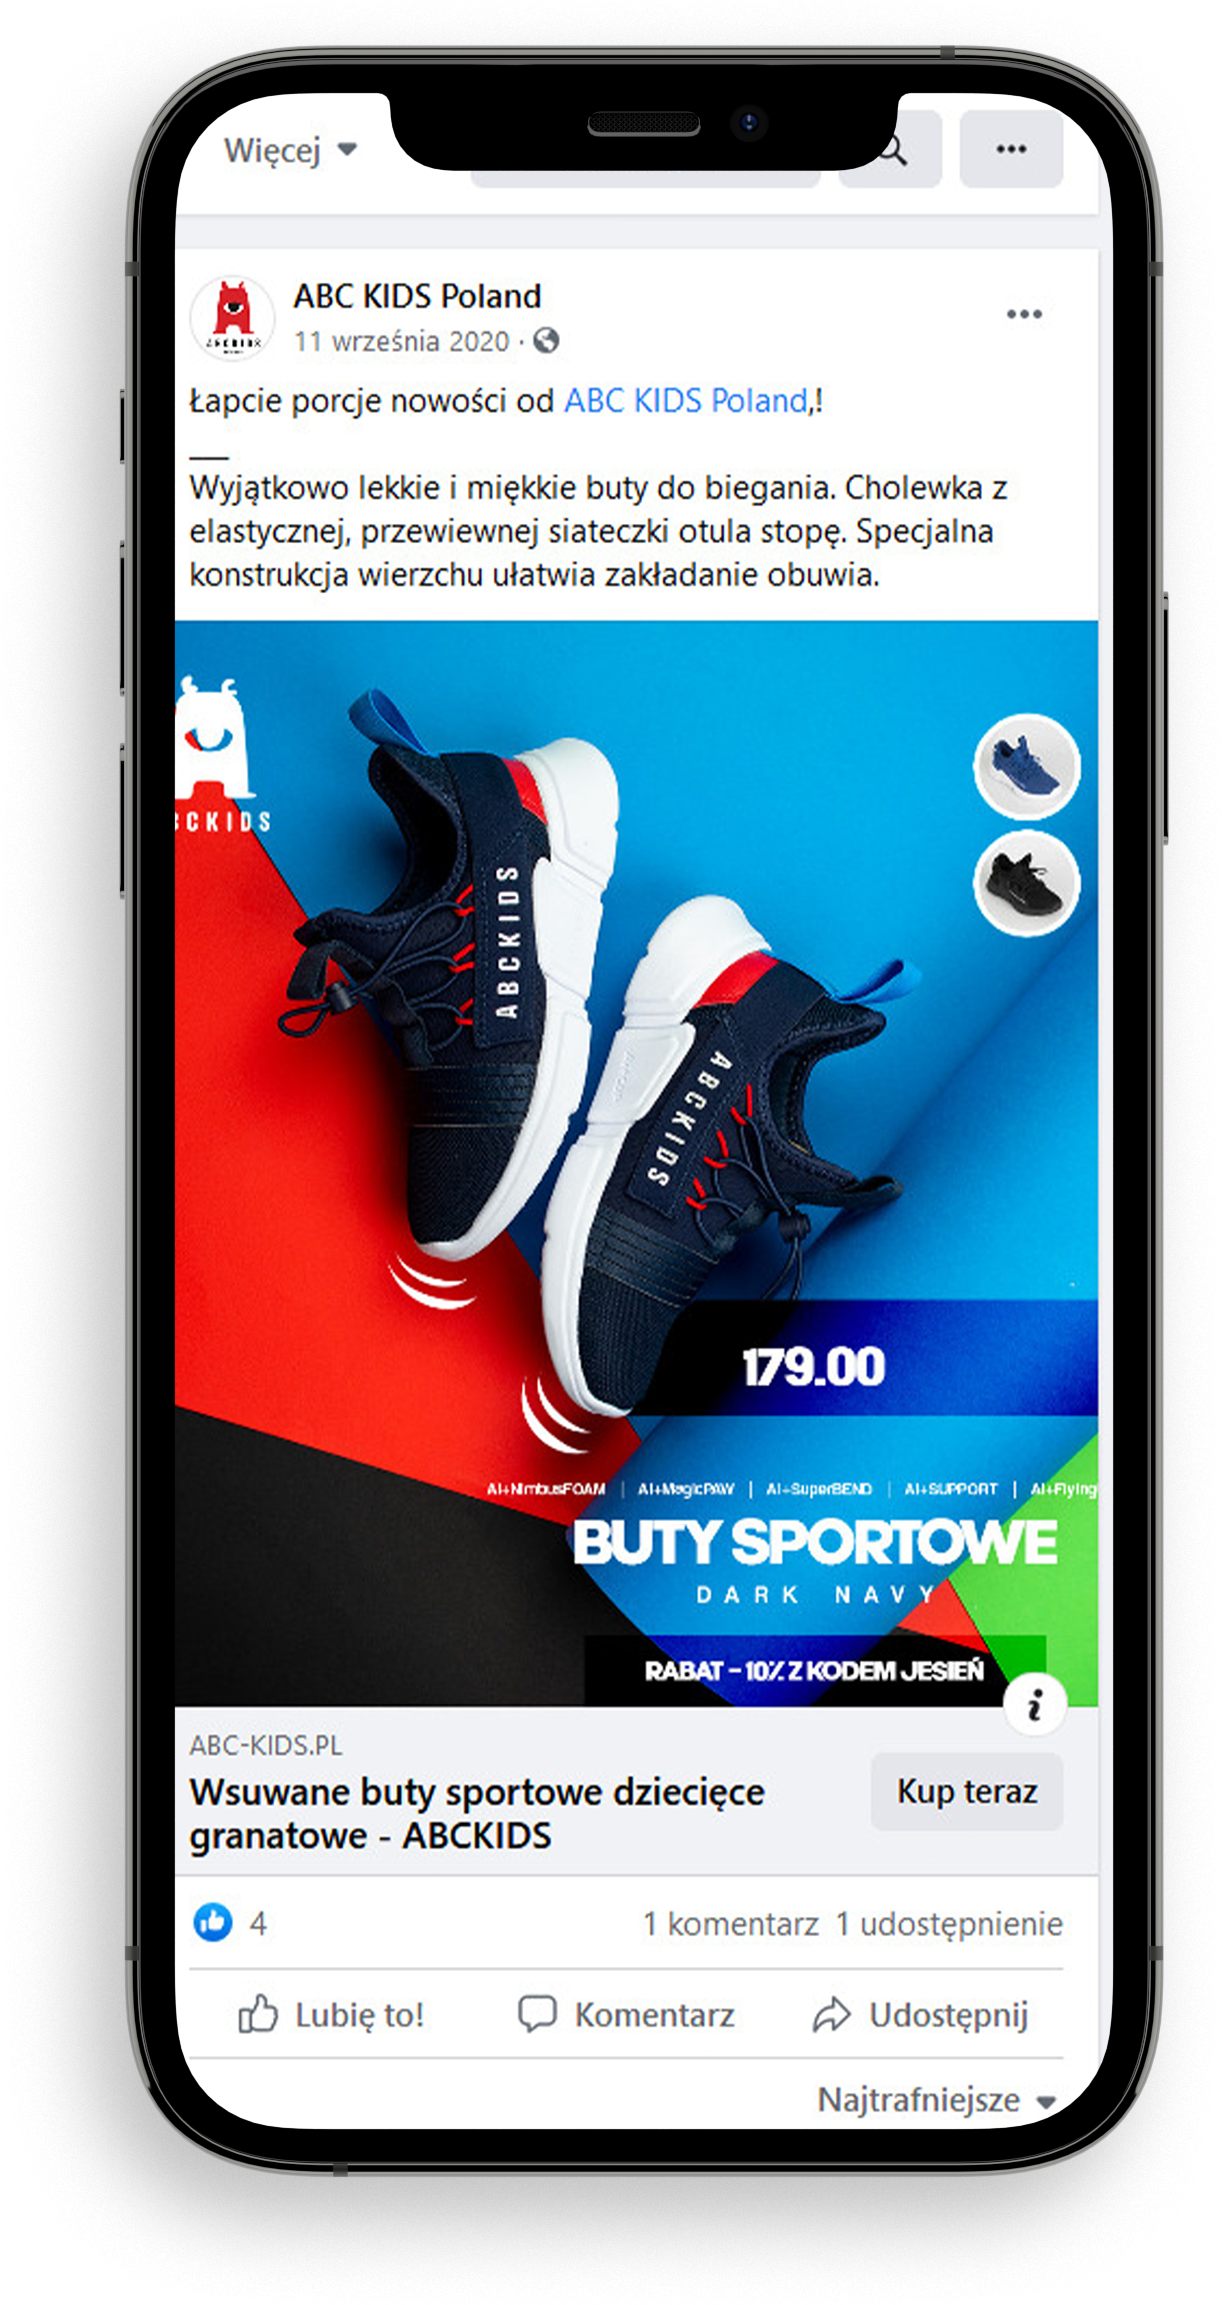 Więcej
ABC KIDS Poland
11 września 2020 ·
ABCKIDS
Łapcie porcje nowości od ABC KIDS Poland,!
__
Wyjątkowo lekkie i miękkie buty do biegania. Cholewka z
elastycznej, przewiewnej siateczki otula stopę. Specjalna
konstrukcja wierzchu ułatwia zakładanie obuwia.
CCKIDS
ABCKIDS
ABCKIDS
179.00
AI+NimbusFOAM | AI+MagicPAW | AI+SuperBEND | AI+SUPPORT | AI+Flying
BUTY SPORTOWE
DARK NAVY
RABAT – 10% Z KODEM JESIEŃ
i
ABC-KIDS.PL
Wsuwane buty sportowe dziecięce
granatowe - ABCKIDS
Kup teraz
4
1 komentarz 1 udostępnienie
Lubię to! Komentarz Udostępnij
Najtrafniejsze